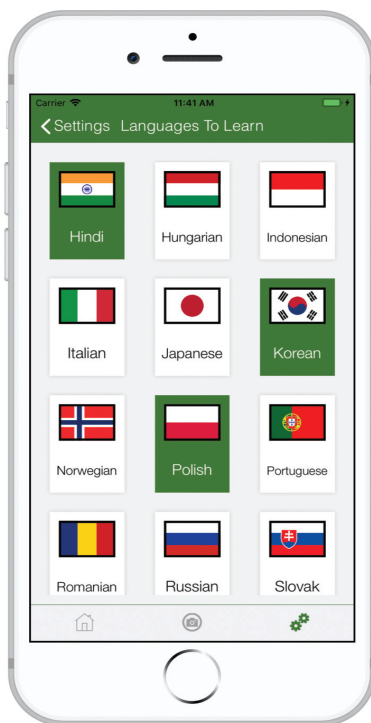 Carrier 11:41 AM
Settings Languages To Learn
Hindi Hungarian Indonesian
Italian Japanese Korean
Norwegian Polish Portuguese
Romanian Russian Slovak